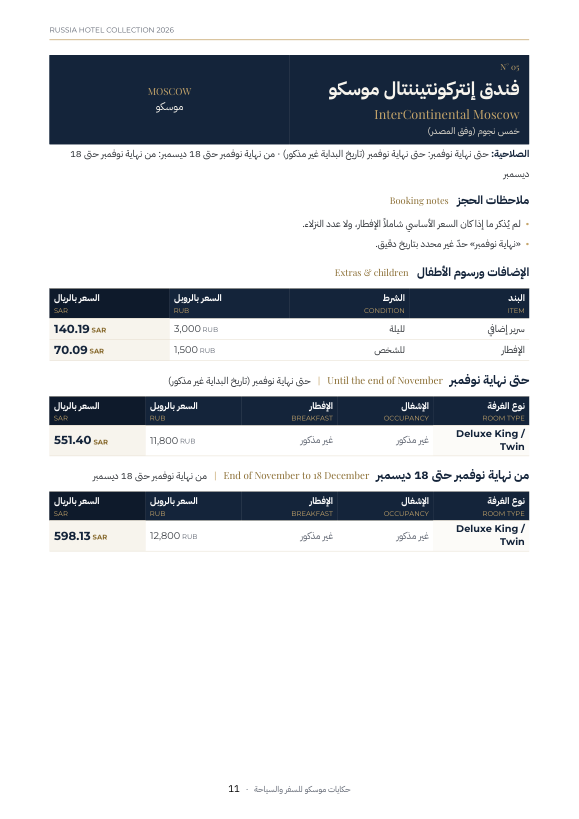 RUSSIA HOTEL COLLECTION 2026
N° 05
فندق إنتركونتيننتال موسكو
InterContinental Moscow
خمس نجوم (وفق المصدر)
MOSCOW
موسكو
الصلاحية: حتى نهاية نوفمبر: حتى نهاية نوفمبر (تاريخ البداية غير مذكور) · من نهاية نوفمبر حتى 18 ديسمبر: من نهاية نوفمبر حتى 18
ديسمبر
ملاحظات الحجز Booking notes
• لم يُذكر ما إذا كان السعر الأساسي شاملاً الإفطار، ولا عدد النزلاء.
• «نهاية نوفمبر» حدّ غير محدد بتاريخ دقيق.
الإضافات ورسوم الأطفال Extras & children
البند الشرط السعر بالروبل السعر بالريال
ITEM CONDITION RUB SAR
سرير إضافي لليلة 3,000 RUB 140.19 SAR
الإفطار للشخص 1,500 RUB 70.09 SAR
حتى نهاية نوفمبر Until the end of November | حتى نهاية نوفمبر (تاريخ البداية غير مذكور)
نوع الغرفة الإشغال الإفطار السعر بالروبل السعر بالريال
ROOM TYPE OCCUPANCY BREAKFAST RUB SAR
Deluxe King / غير مذكور غير مذكور 11,800 RUB 551.40 SAR
Twin
من نهاية نوفمبر حتى 18 ديسمبر End of November to 18 December | من نهاية نوفمبر حتى 18 ديسمبر
نوع الغرفة الإشغال الإفطار السعر بالروبل السعر بالريال
ROOM TYPE OCCUPANCY BREAKFAST RUB SAR
Deluxe King / غير مذكور غير مذكور 12,800 RUB 598.13 SAR
Twin
حكايات موسكو للسفر والسياحة · 11